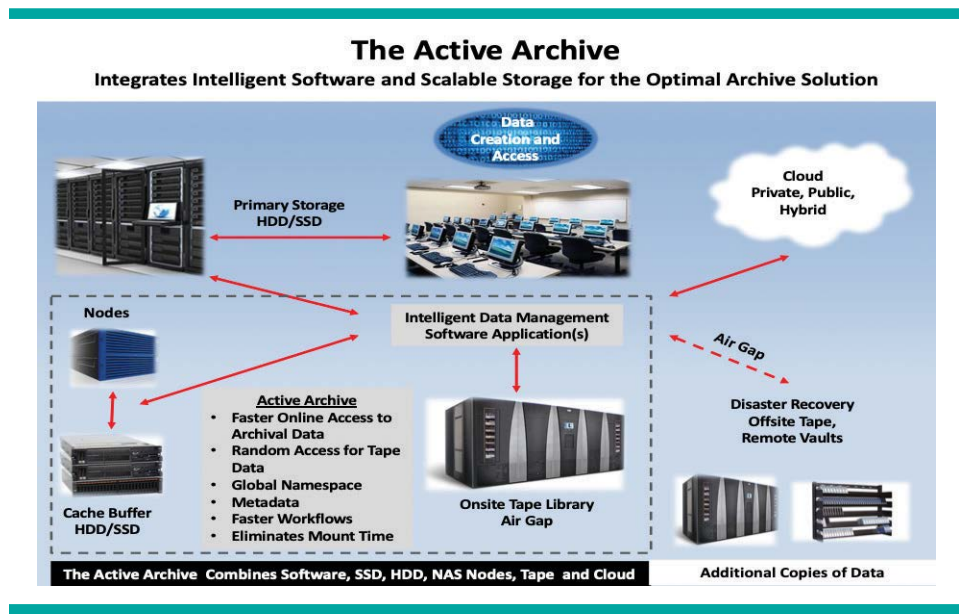 The Active Archive
Integrates Intelligent Software and Scalable Storage for the Optimal Archive Solution
Data
Creation and
Access
Cloud
Private, Public,
Hybrid
Primary Storage
HDD/SSD
Nodes
Intelligent Data Management
Software Application(s)
Air Gap
Active Archive
• Faster Online Access to
Archival Data
• Random Access for Tape
Data
• Global Namespace
• Metadata
• Faster Workflows
• Eliminates Mount Time
Disaster Recovery
Offsite Tape,
Remote Vaults
Cache Buffer
HDD/SSD
Onsite Tape Library
Air Gap
The Active Archive Combines Software, SSD, HDD, NAS Nodes, Tape and Cloud
Additional Copies of Data